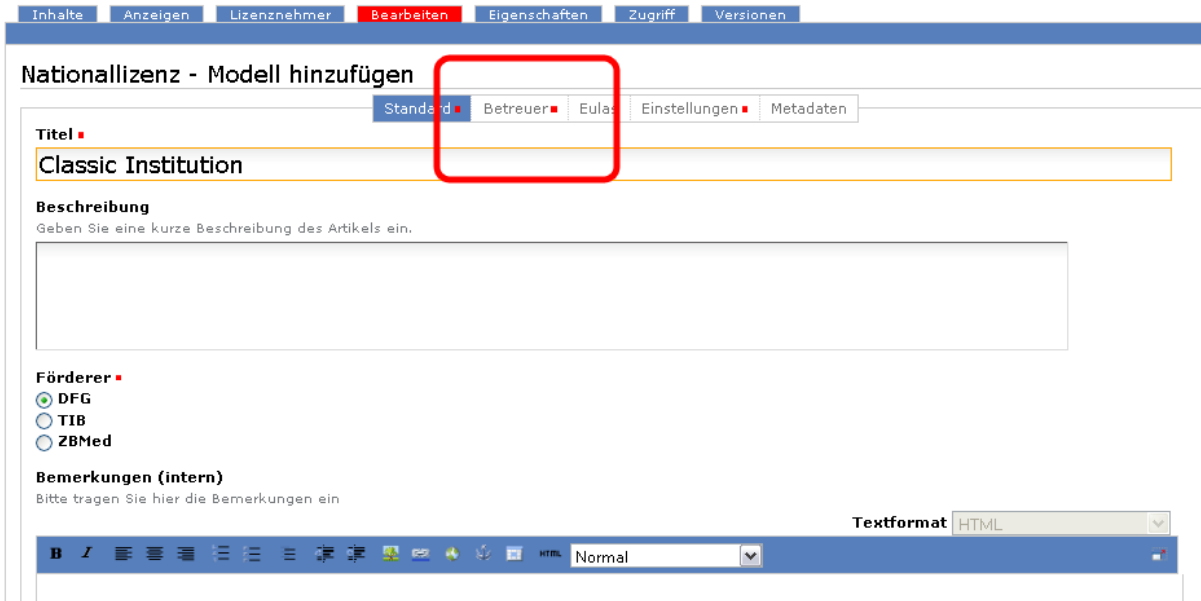 Inhalte Anzeigen Lizenznehmer Bearbeiten Eigenschaften Zugriff Versionen
Nationallizenz - Modell hinzufügen
Standard Betreuer Eulas Einstellungen Metadaten
Titel
Classic Institution
Beschreibung
Geben Sie eine kurze Beschreibung des Artikels ein.
Förderer
DFG
TIB
ZBMed
Bemerkungen (intern)
Bitte tragen Sie hier die Bemerkungen ein
Textformat HTML
B I HTML Normal